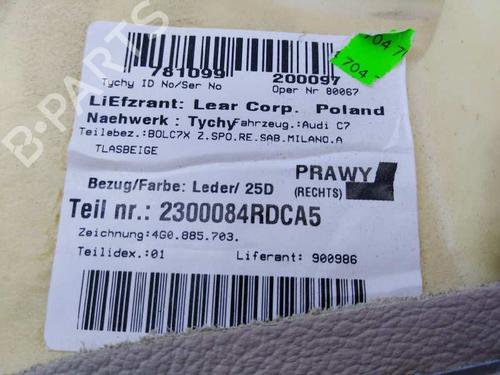 781099 200097
Tychy ID No/Ser No Oper Nr 80067
LiEfzrant: Lear Corp. Poland
Naehwerk : Tychy Fahrzeug.:Audi C7
Teilebez.:BOLC7X Z.SPO.RE.SAB.MILANO.A
TLASBEIGE
Bezug/Farbe: Leder/ 25D
PRAWY
(RECHTS)
Teil nr.: 2300084RDCA5
Zeichnung:4G0.885.703.
Teilidex.:01 Liferant: 900986
704 7
704
B-PARTS